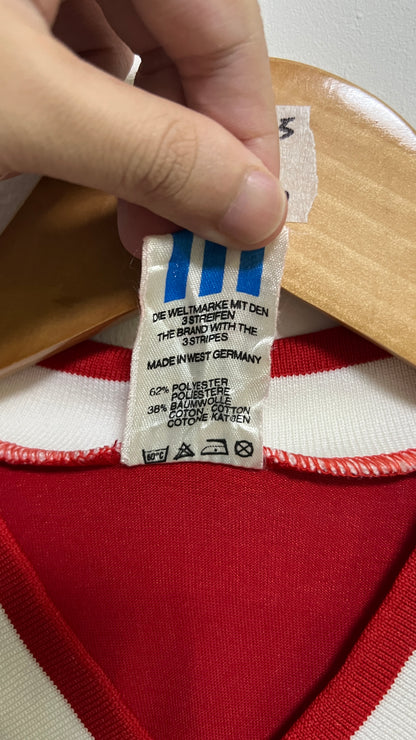 5
DIE WELTMARKE MIT DEN
3 STREIFEN
THE BRAND WITH THE
3 STRIPES
MADE IN WEST GERMANY
62% POLYESTER
POLIESTERE
38% BAUMWOLLE
COTON COTTON
COTONE KATOEN
60°C